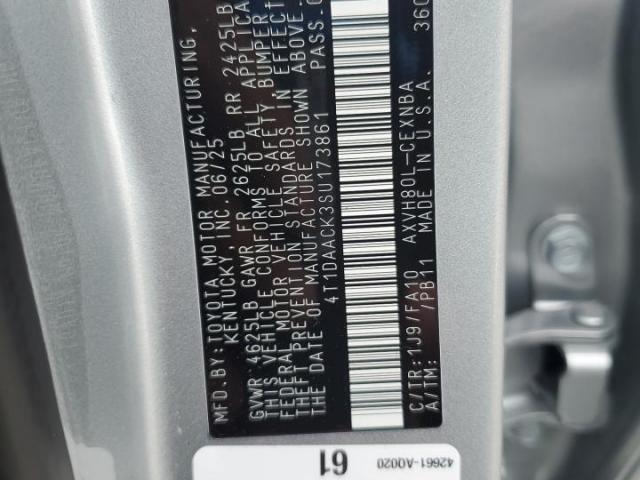 MFD.BY:TOYOTA MOTOR MANUFACTURING,
KENTUCKY, INC. 06/25
GVWR 4625LB GAWR FR 2625LB RR 2425LB
THIS VEHICLE CONFORMS TO ALL APPLICA
FEDERAL MOTOR VEHICLE SAFETY, BUMPER
THEFT PREVENTION STANDARDS IN EFFECT
THE DATE OF MANUFACTURE SHOWN ABOVE.
4T1DAACK3SU173861 PASS.
C/TR:1J9/FA10 AXVH80L-CEXNBA 360
A/TM: /PB11 MADE IN U.S.A.
61
42661-AQ020